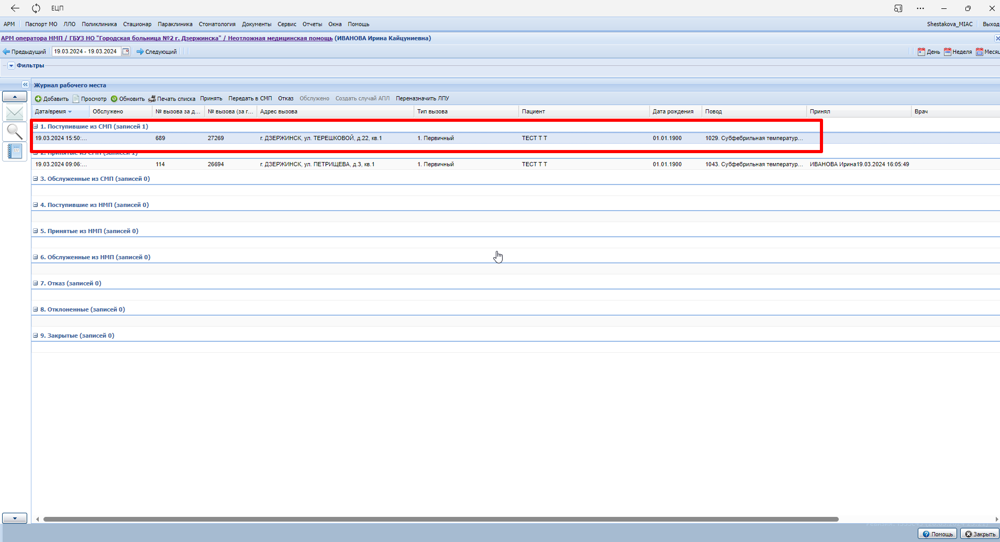 ЕЦП
АРМ Паспорт МО ЛЛО Поликлиника Стационар Параклиника Стоматология Документы Сервис Отчеты Окна Помощь Shestakova_MIAC Выход
АРМ оператора НМП / ГБУЗ НО "Городская больница №2 г. Дзержинска" / Неотложная медицинская помощь (ИВАНОВА Ирина Кайцуниевна)
Предыдущий 19.03.2024 - 19.03.2024 Следующий День Неделя Месяц
Фильтры
Журнал рабочего места
Добавить Просмотр Обновить Печать списка Принять Передать в СМП Отказ Обслужено Создать случай АПЛ Переназначить ЛПУ
Дата/время Обслужено № вызова за д... № вызова (за г... Адрес вызова Тип вызова Пациент Дата рождения Повод Принял Врач
1. Поступившие из СМП (записей 1)
19.03.2024 15:50:... 689 27269 г. ДЗЕРЖИНСК, ул. ТЕРЕШКОВОЙ, д.22, кв.1 1. Первичный ТЕСТ Т Т 01.01.1900 1029. Субфебрильная температур...
2. Принятые из СМП (записей 1)
19.03.2024 09:06:... 114 26694 г. ДЗЕРЖИНСК, ул. ПЕТРИЩЕВА, д.3, кв.1 1. Первичный ТЕСТ Т Т 01.01.1900 1043. Субфебрильная температур... ИВАНОВА Ирина19.03.2024 16:05:49
3. Обслуженные из СМП (записей 0)
4. Поступившие из НМП (записей 0)
5. Принятые из НМП (записей 0)
6. Обслуженные из НМП (записей 0)
7. Отказ (записей 0)
8. Отклоненные (записей 0)
9. Закрытые (записей 0)
Помощь Закрыть